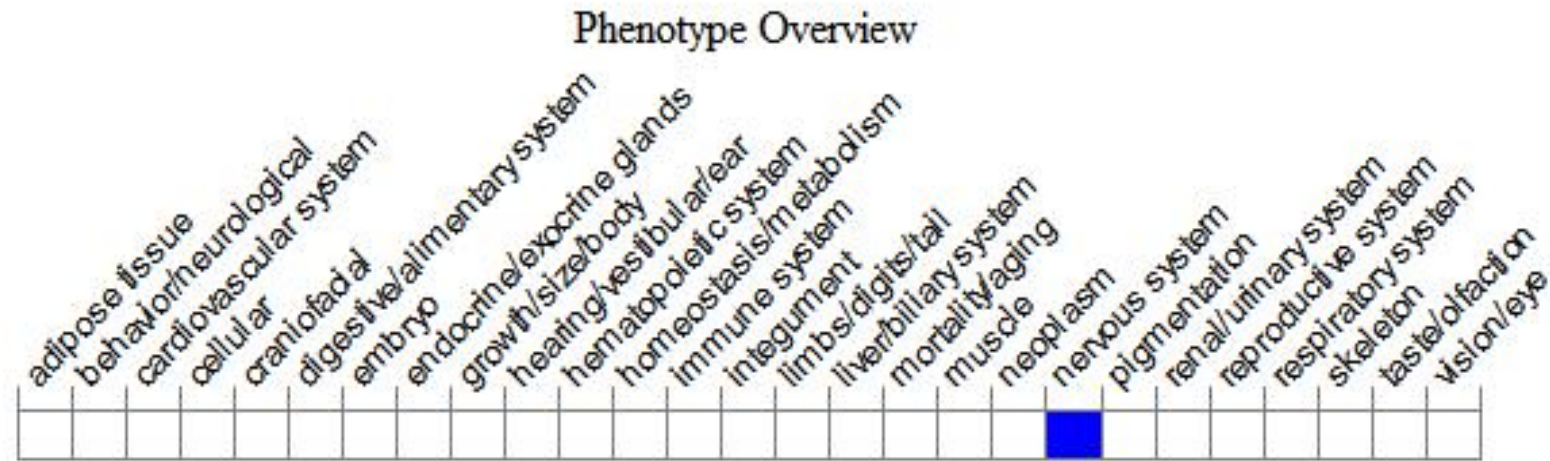 Phenotype Overview
adipose tissue
behavior/neurological
cardiovascular system
cellular
craniofacial
digestive/alimentary system
embryo
endocrine/exocrine glands
growth/size/body
hearing/vestibular/ear
hematopoietic system
homeostasis/metabolism
immune system
integument
limbs/digits/tail
liver/biliary system
mortality/aging
muscle
neoplasm
nervous system
pigmentation
renal/urinary system
reproductive system
respiratory system
skeleton
taste/olfaction
vision/eye